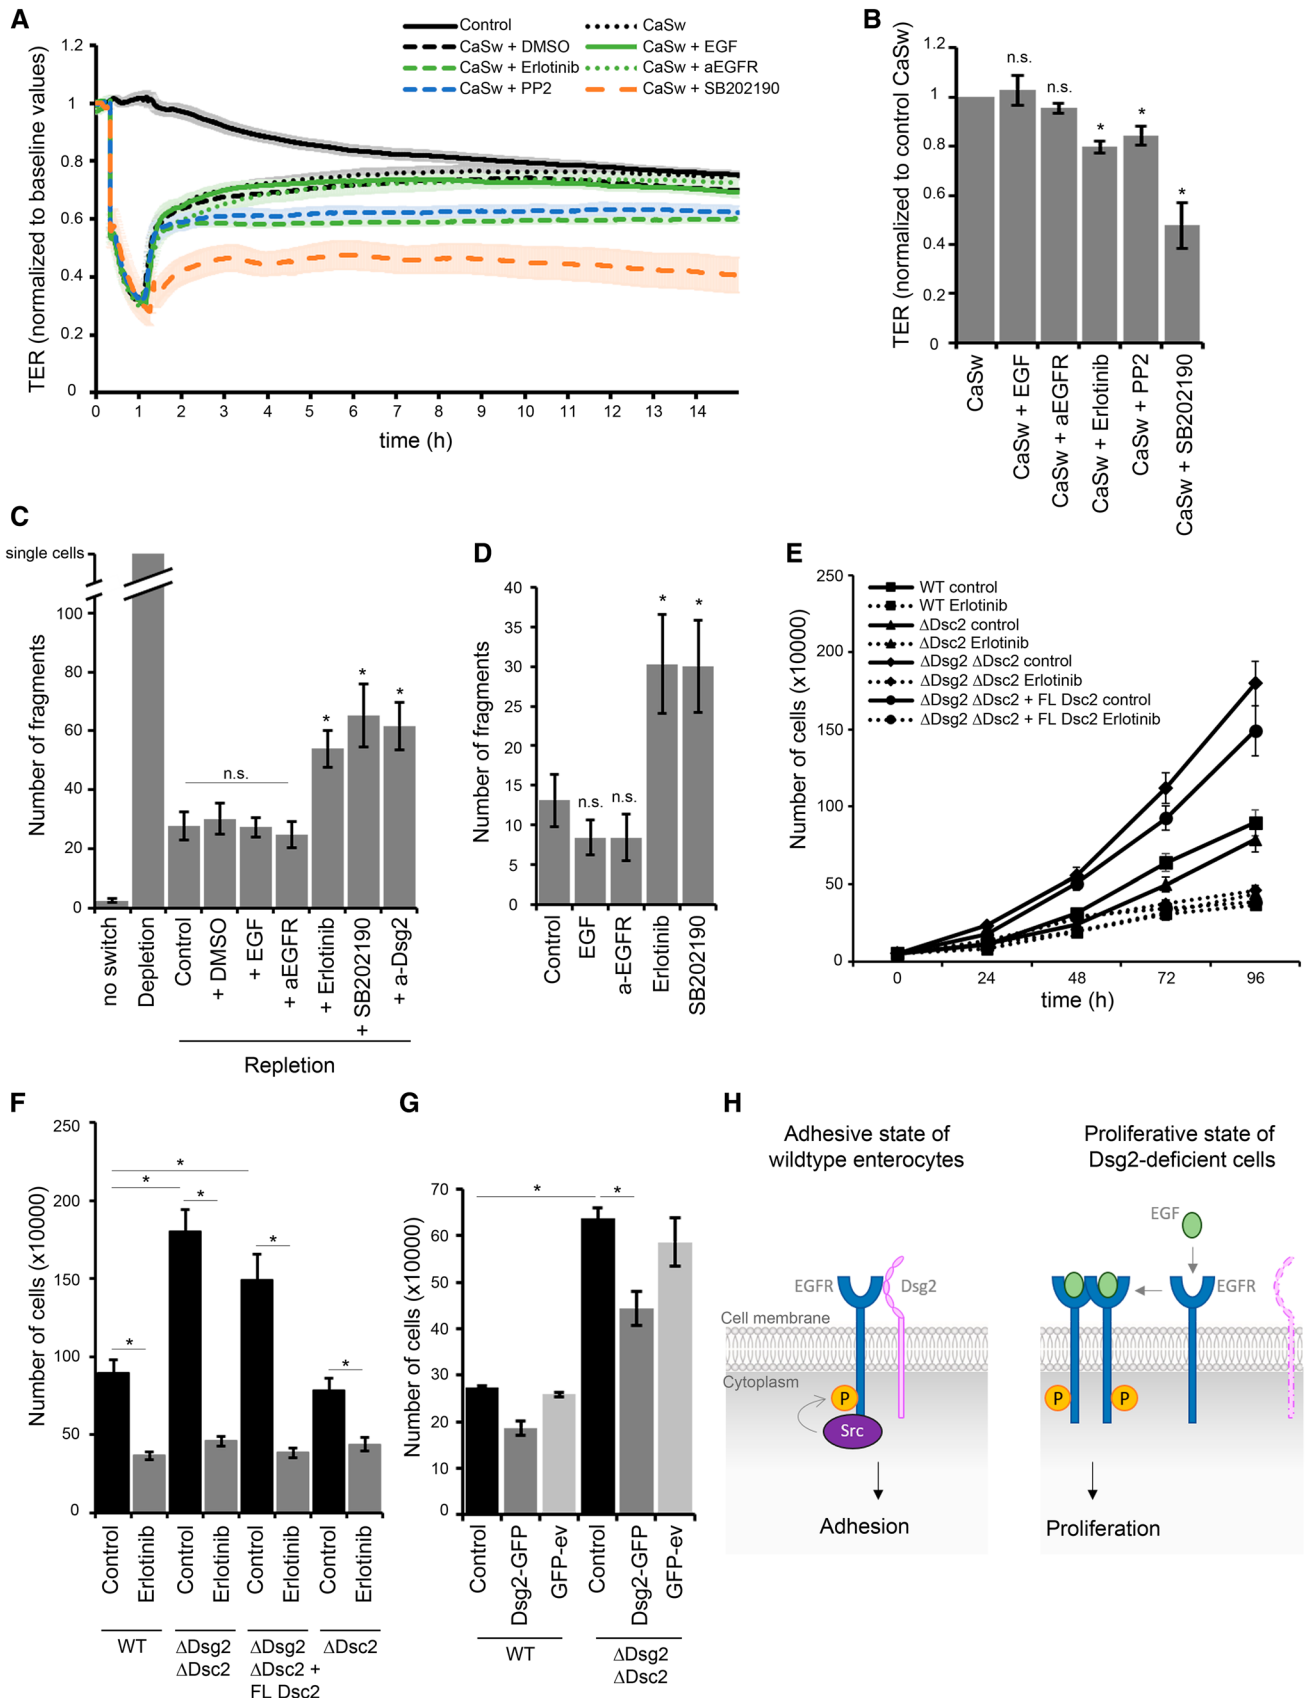 A
Control
CaSw
CaSw + DMSO
CaSw + EGF
CaSw + Erlotinib
CaSw + aEGFR
CaSw + PP2
CaSw + SB202190
TER (normalized to baseline values)
1.2
1
0.8
0.6
0.4
0.2
0
0 1 2 3 4 5 6 7 8 9 10 11 12 13 14
time (h)
B
TER (normalized to control CaSw)
1.2
1
0.8
0.6
0.4
0.2
0
n.s.
n.s.
*
*
*
CaSw
CaSw + EGF
CaSw + aEGFR
CaSw + Erlotinib
CaSw + PP2
CaSw + SB202190
C
single cells
Number of fragments
100
80
60
40
20
0
n.s.
*
*
*
no switch
Depletion
Control
+ DMSO
+ EGF
+ aEGFR
+ Erlotinib
+ SB202190
+ a-Dsg2
Repletion
D
Number of fragments
40
35
30
25
20
15
10
5
0
n.s.
n.s.
*
*
Control
EGF
a-EGFR
Erlotinib
SB202190
E
Number of cells (x10000)
250
200
150
100
50
0
WT control
WT Erlotinib
ΔDsc2 control
ΔDsc2 Erlotinib
ΔDsg2 ΔDsc2 control
ΔDsg2 ΔDsc2 Erlotinib
ΔDsg2 ΔDsc2 + FL Dsc2 control
ΔDsg2 ΔDsc2 + FL Dsc2 Erlotinib
0 24 48 72 96
time (h)
F
Number of cells (x10000)
250
200
150
100
50
0
*
*
*
*
*
*
Control
Erlotinib
Control
Erlotinib
Control
Erlotinib
Control
Erlotinib
WT
ΔDsg2
ΔDsc2
ΔDsg2
ΔDsc2 +
FL Dsc2
ΔDsc2
G
Number of cells (x10000)
70
60
50
40
30
20
10
0
*
*
Control
Dsg2-GFP
GFP-ev
Control
Dsg2-GFP
GFP-ev
WT
ΔDsg2
ΔDsc2
H
Adhesive state of
wildtype enterocytes
EGFR
Dsg2
Cell membrane
Cytoplasm
P
Src
Adhesion
Proliferative state of
Dsg2-deficient cells
EGF
EGFR
P
P
Proliferation